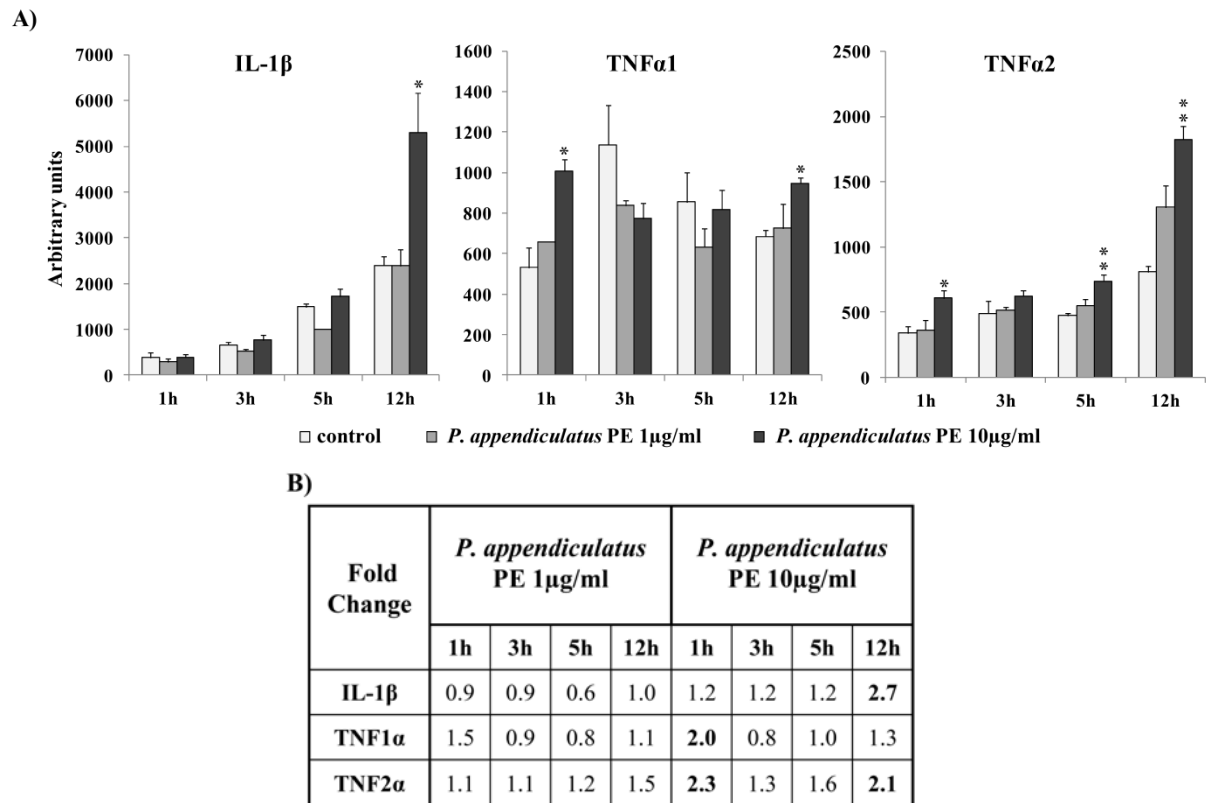 A)
IL-1β
TNFα1
TNFα2
Arbitrary units
7000
6000
5000
4000
3000
2000
1000
0
1h 3h 5h 12h
*
1600
1400
1200
1000
800
600
400
200
0
1h 3h 5h 12h
*
*
2500
2000
1500
1000
500
0
1h 3h 5h 12h
*
**
**
control P. appendiculatus PE 1µg/ml P. appendiculatus PE 10µg/ml
B)
Fold
Change
P. appendiculatus
PE 1µg/ml
P. appendiculatus
PE 10µg/ml
1h 3h 5h 12h 1h 3h 5h 12h
IL-1β 0.9 0.9 0.6 1.0 1.2 1.2 1.2 2.7
TNF1α 1.5 0.9 0.8 1.1 2.0 0.8 1.0 1.3
TNF2α 1.1 1.1 1.2 1.5 2.3 1.3 1.6 2.1